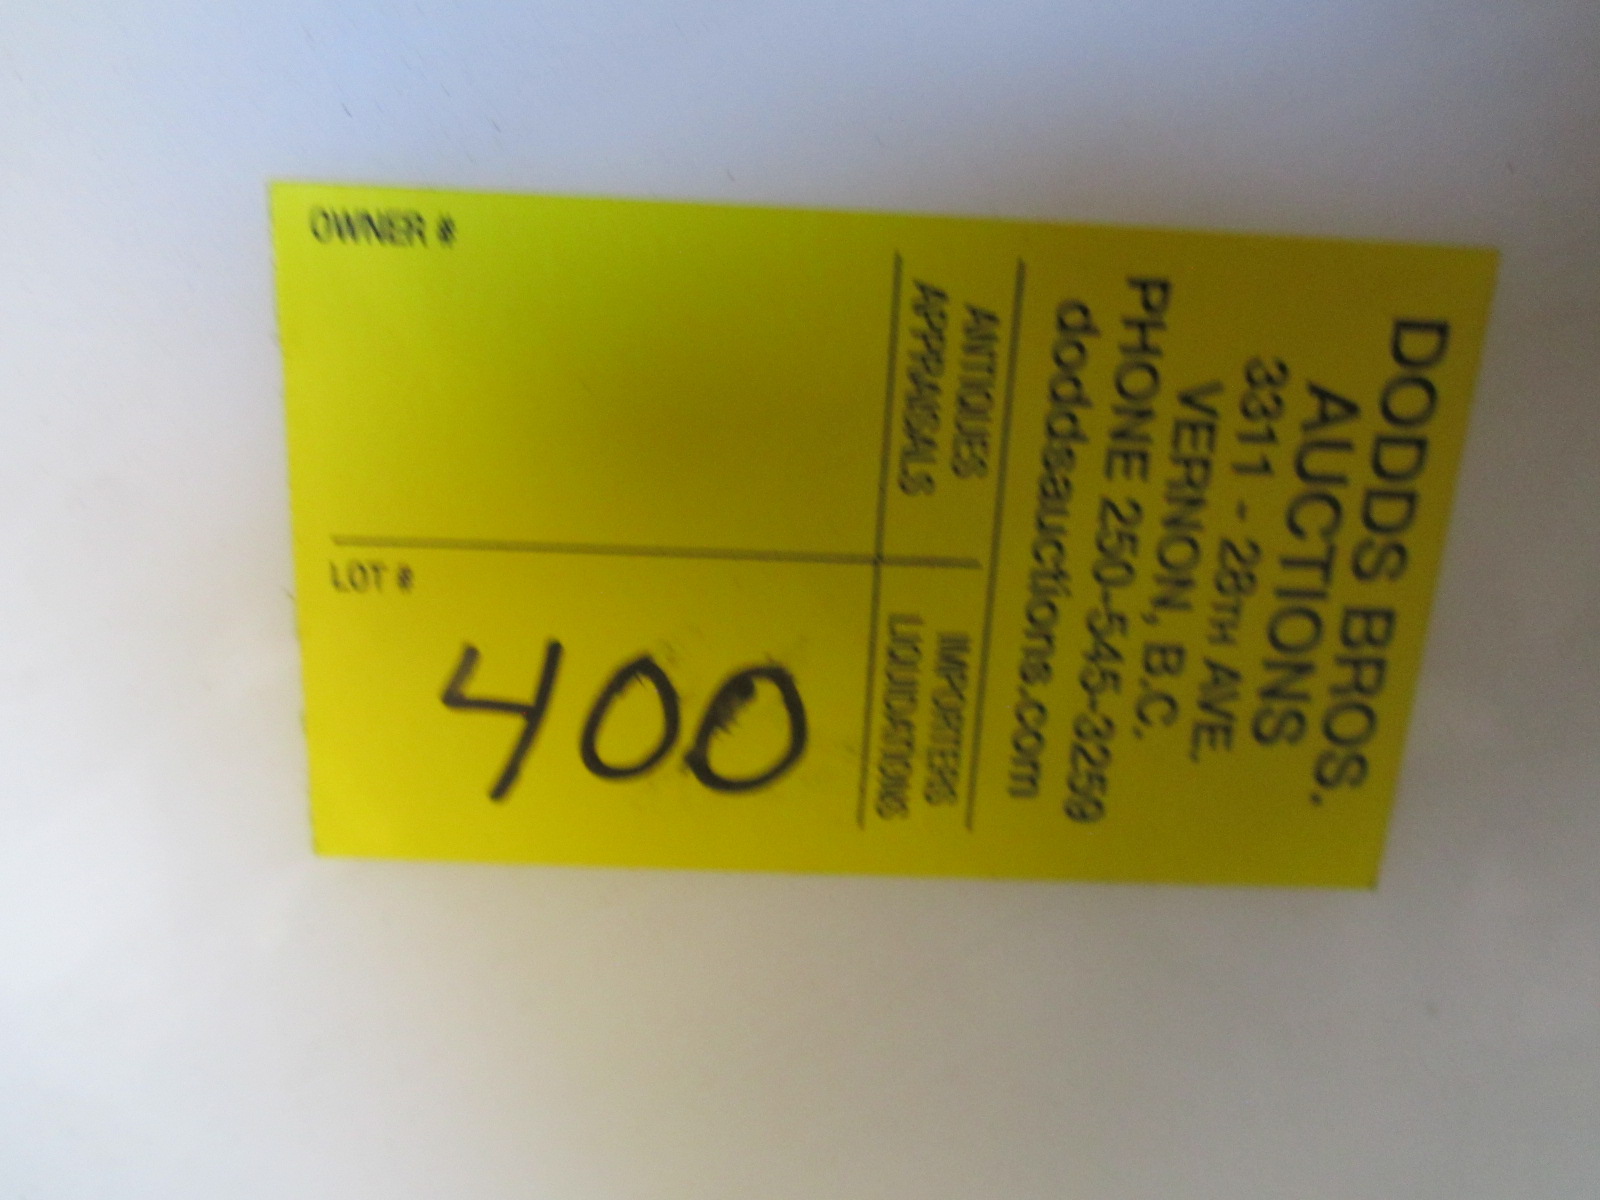 DODDS BROS.
AUCTIONS
3311 - 28TH AVE.
VERNON, B.C.
PHONE 250-545-3259
doddsauctions.com
ANTIQUES
APPRAISALS
IMPORTERS
LIQUIDATIONS
OWNER #
LOT #
400